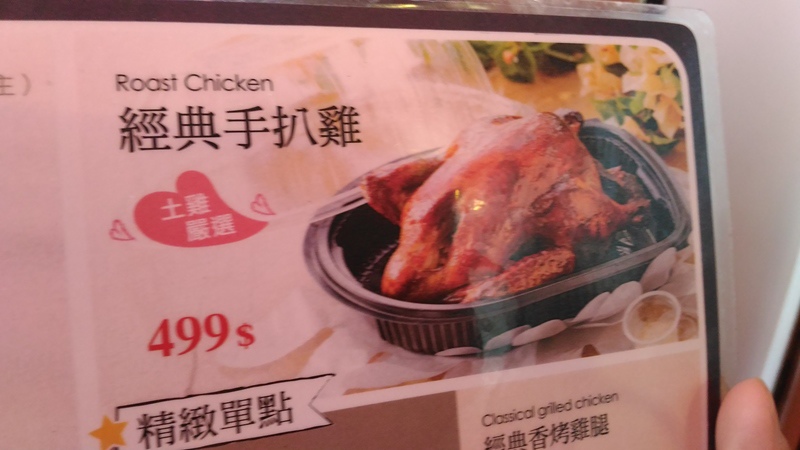 主）
Roast Chicken
經典手扒雞
土雞
嚴選
499$
精緻單點
Classical grilled chicken
經典香烤雞腿